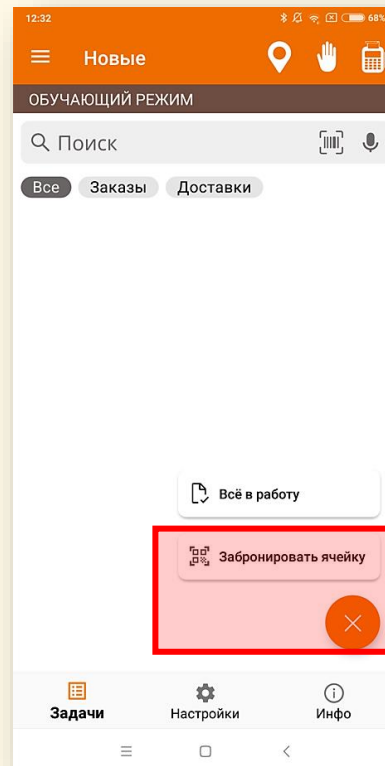 12:32 68%
Новые
ОБУЧАЮЩИЙ РЕЖИМ
Поиск
Все Заказы Доставки
Всё в работу
Забронировать ячейку
Задачи Настройки Инфо